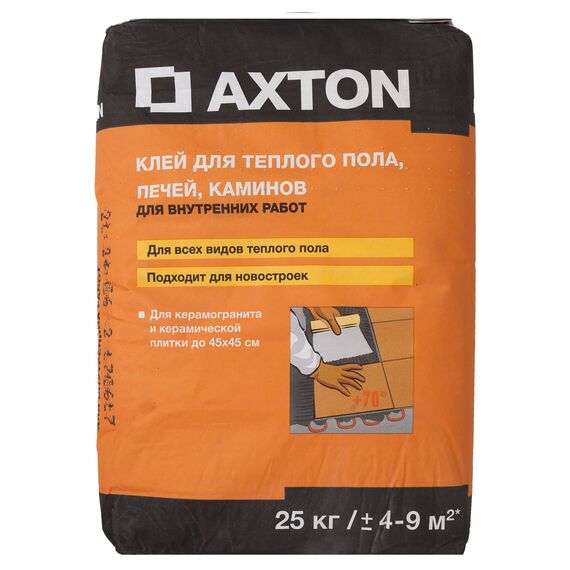 AXTON
КЛЕЙ ДЛЯ ТЕПЛОГО ПОЛА,
ПЕЧЕЙ, КАМИНОВ
ДЛЯ ВНУТРЕННИХ РАБОТ
Для всех видов теплого пола
Подходит для новостроек
Для керамогранита
и керамической
плитки до 45х45 см
+70°
25 кг / ± 4-9 м²*